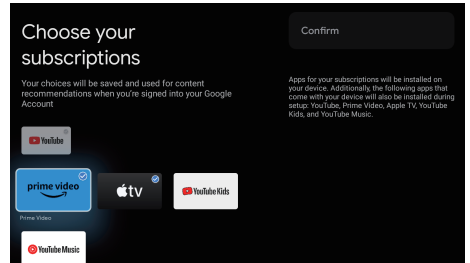 Choose your
subscriptions
Your choices will be saved and used for content
recommendations when you're signed into your Google
Account
YouTube
prime video
tv
YouTube Kids
Prime Video
YouTube Music
Confirm
Apps for your subscriptions will be installed on
your device. Additionally, the following apps that
come with your device will also be installed during
setup: YouTube, Prime Video, Apple TV, YouTube
Kids, and YouTube Music.